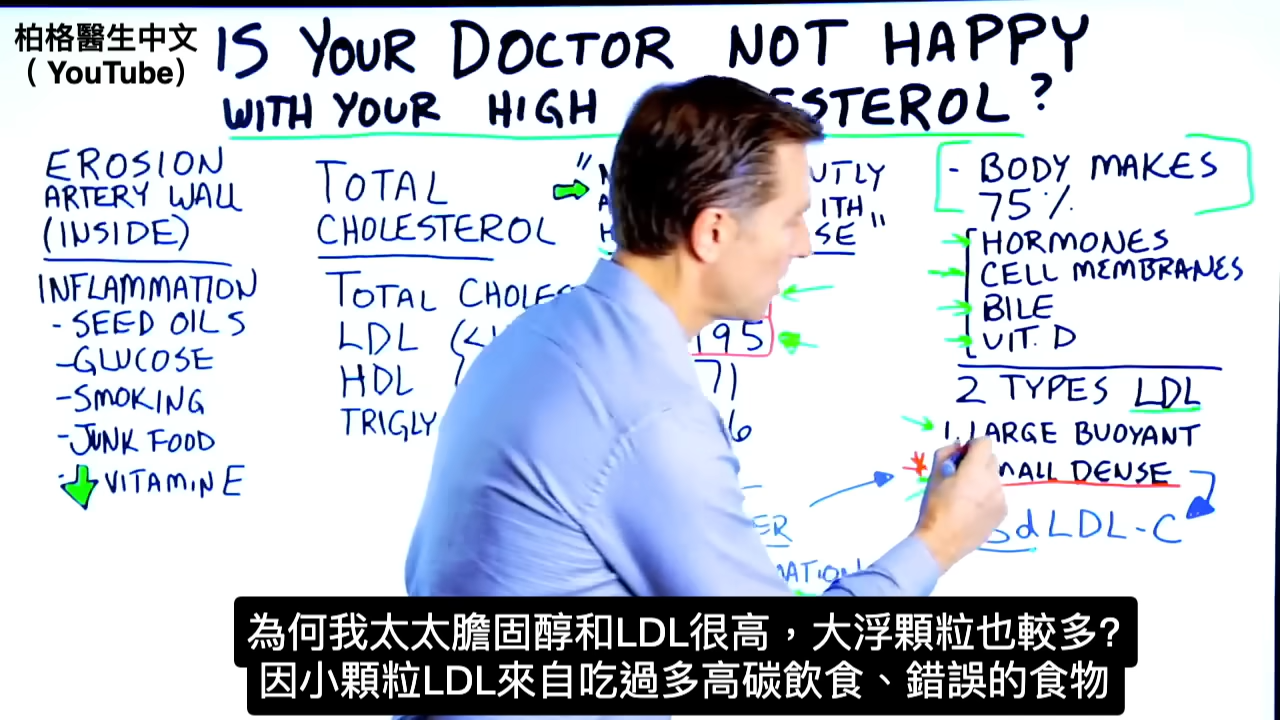 柏格醫生中文
（YouTube）
IS YOUR DOCTOR NOT HAPPY
WITH YOUR HIGH ESTEROL?
EROSION
ARTERY WALL
(INSIDE)
INFLAMMATION
- SEED OILS
- GLUCOSE
- SMOKING
- JUNK FOOD
VITAMIN E
TOTAL
CHOLESTEROL
TOTAL CHOLES
LDL 195
HDL 71
TRIGLY 6
"
UTLY
ITH
SE"
ER
MATION
- BODY MAKES
75%
HORMONES
CELL MEMBRANES
BILE
VIT. D
2 TYPES LDL
1. LARGE BUOYANT
MALL DENSE
SdLDL-C
為何我太太膽固醇和LDL很高，大浮顆粒也較多?
因小顆粒LDL來自吃過多高碳飲食、錯誤的食物